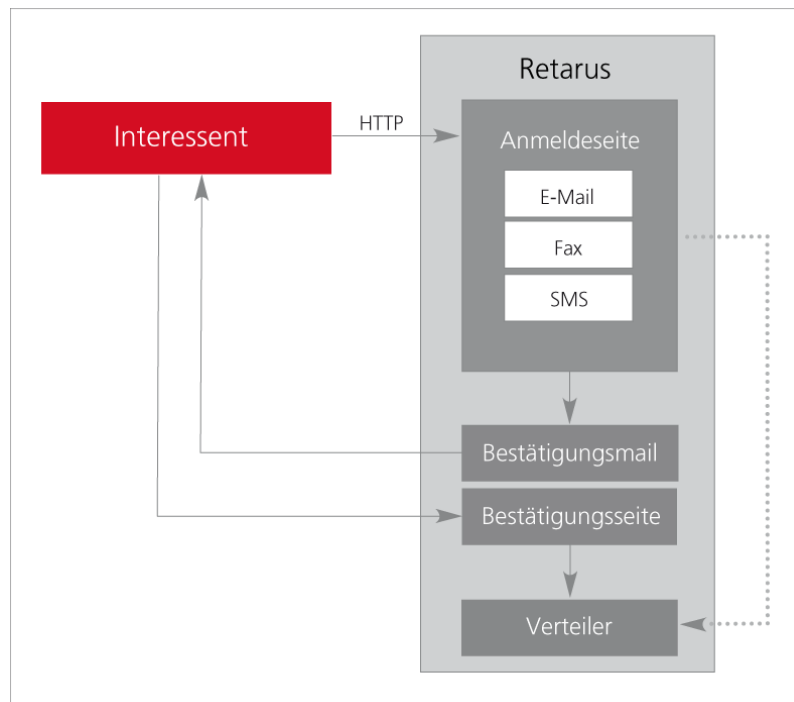 Retarus
Interessent
HTTP
Anmeldeseite
E-Mail
Fax
SMS
Bestätigungsmail
Bestätigungsseite
Verteiler